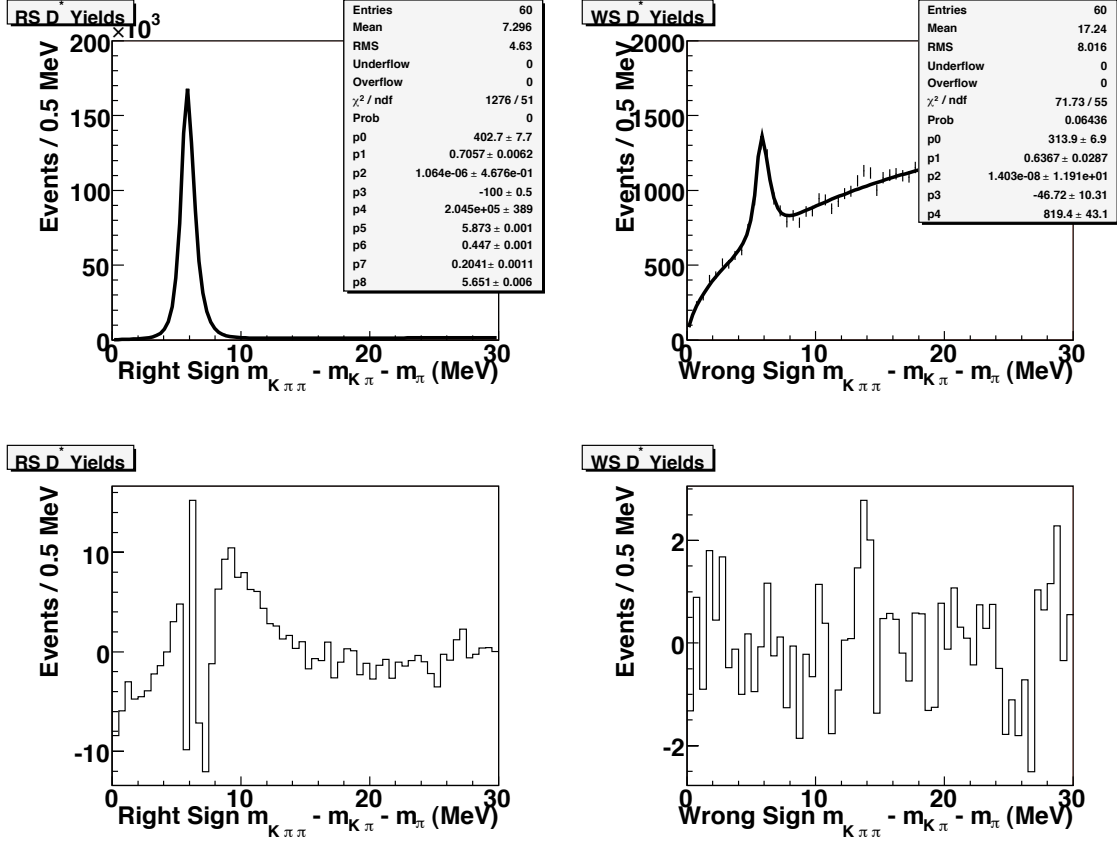 RS D* Yields
×10³
Entries 60
Mean 7.296
RMS 4.63
Underflow 0
Overflow 0
χ² / ndf 1276 / 51
Prob 0
p0 402.7 ± 7.7
p1 0.7057 ± 0.0062
p2 1.064e-06 ± 4.676e-01
p3 -100 ± 0.5
p4 2.045e+05 ± 389
p5 5.873 ± 0.001
p6 0.447 ± 0.001
p7 0.2041 ± 0.0011
p8 5.651 ± 0.006
Events / 0.5 MeV
200
150
100
50
0
0 10 20 30
Right Sign m_{K π π} - m_{K π} - m_π (MeV)
WS D* Yields
Entries 60
Mean 17.24
RMS 8.016
Underflow 0
Overflow 0
χ² / ndf 71.73 / 55
Prob 0.06436
p0 313.9 ± 6.9
p1 0.6367 ± 0.0287
p2 1.403e-08 ± 1.191e+01
p3 -46.72 ± 10.31
p4 819.4 ± 43.1
Events / 0.5 MeV
2000
1500
1000
500
0
0 10 20 30
Wrong Sign m_{K π π} - m_{K π} - m_π (MeV)
RS D* Yields
Events / 0.5 MeV
10
0
-10
0 10 20 30
Right Sign m_{K π π} - m_{K π} - m_π (MeV)
WS D* Yields
Events / 0.5 MeV
2
0
-2
0 10 20 30
Wrong Sign m_{K π π} - m_{K π} - m_π (MeV)